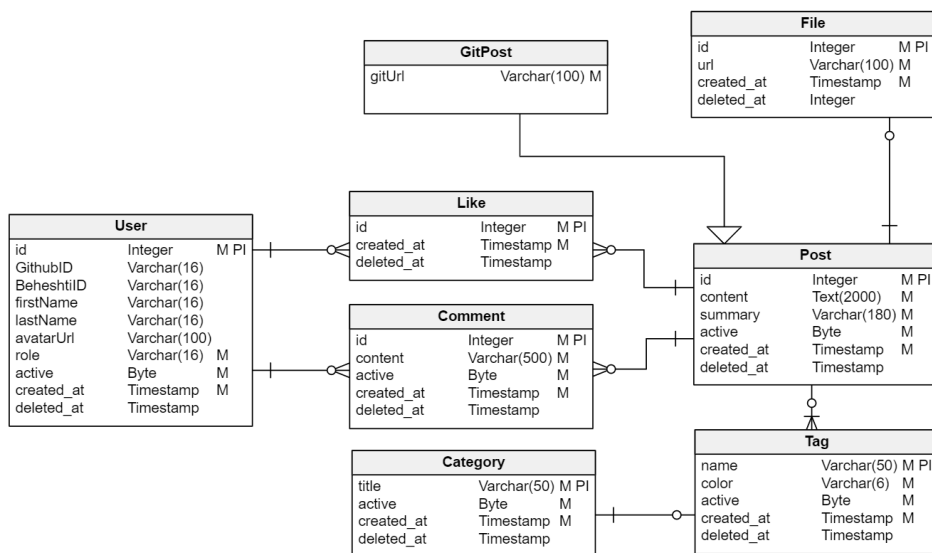 File
id Integer M PI
url Varchar(100) M
created_at Timestamp M
deleted_at Integer
GitPost
gitUrl Varchar(100) M
Like
id Integer M PI
created_at Timestamp M
deleted_at Timestamp
User
id Integer M PI
GithubID Varchar(16)
BeheshtiID Varchar(16)
firstName Varchar(16)
lastName Varchar(16)
avatarUrl Varchar(100)
role Varchar(16) M
active Byte M
created_at Timestamp M
deleted_at Timestamp
Post
id Integer M PI
content Text(2000) M
summary Varchar(180) M
active Byte M
created_at Timestamp M
deleted_at Timestamp
Comment
id Integer M PI
content Varchar(500) M
active Byte M
created_at Timestamp M
deleted_at Timestamp
Category
title Varchar(50) M PI
active Byte M
created_at Timestamp M
deleted_at Timestamp
Tag
name Varchar(50) M PI
color Varchar(6) M
active Byte M
created_at Timestamp M
deleted_at Timestamp